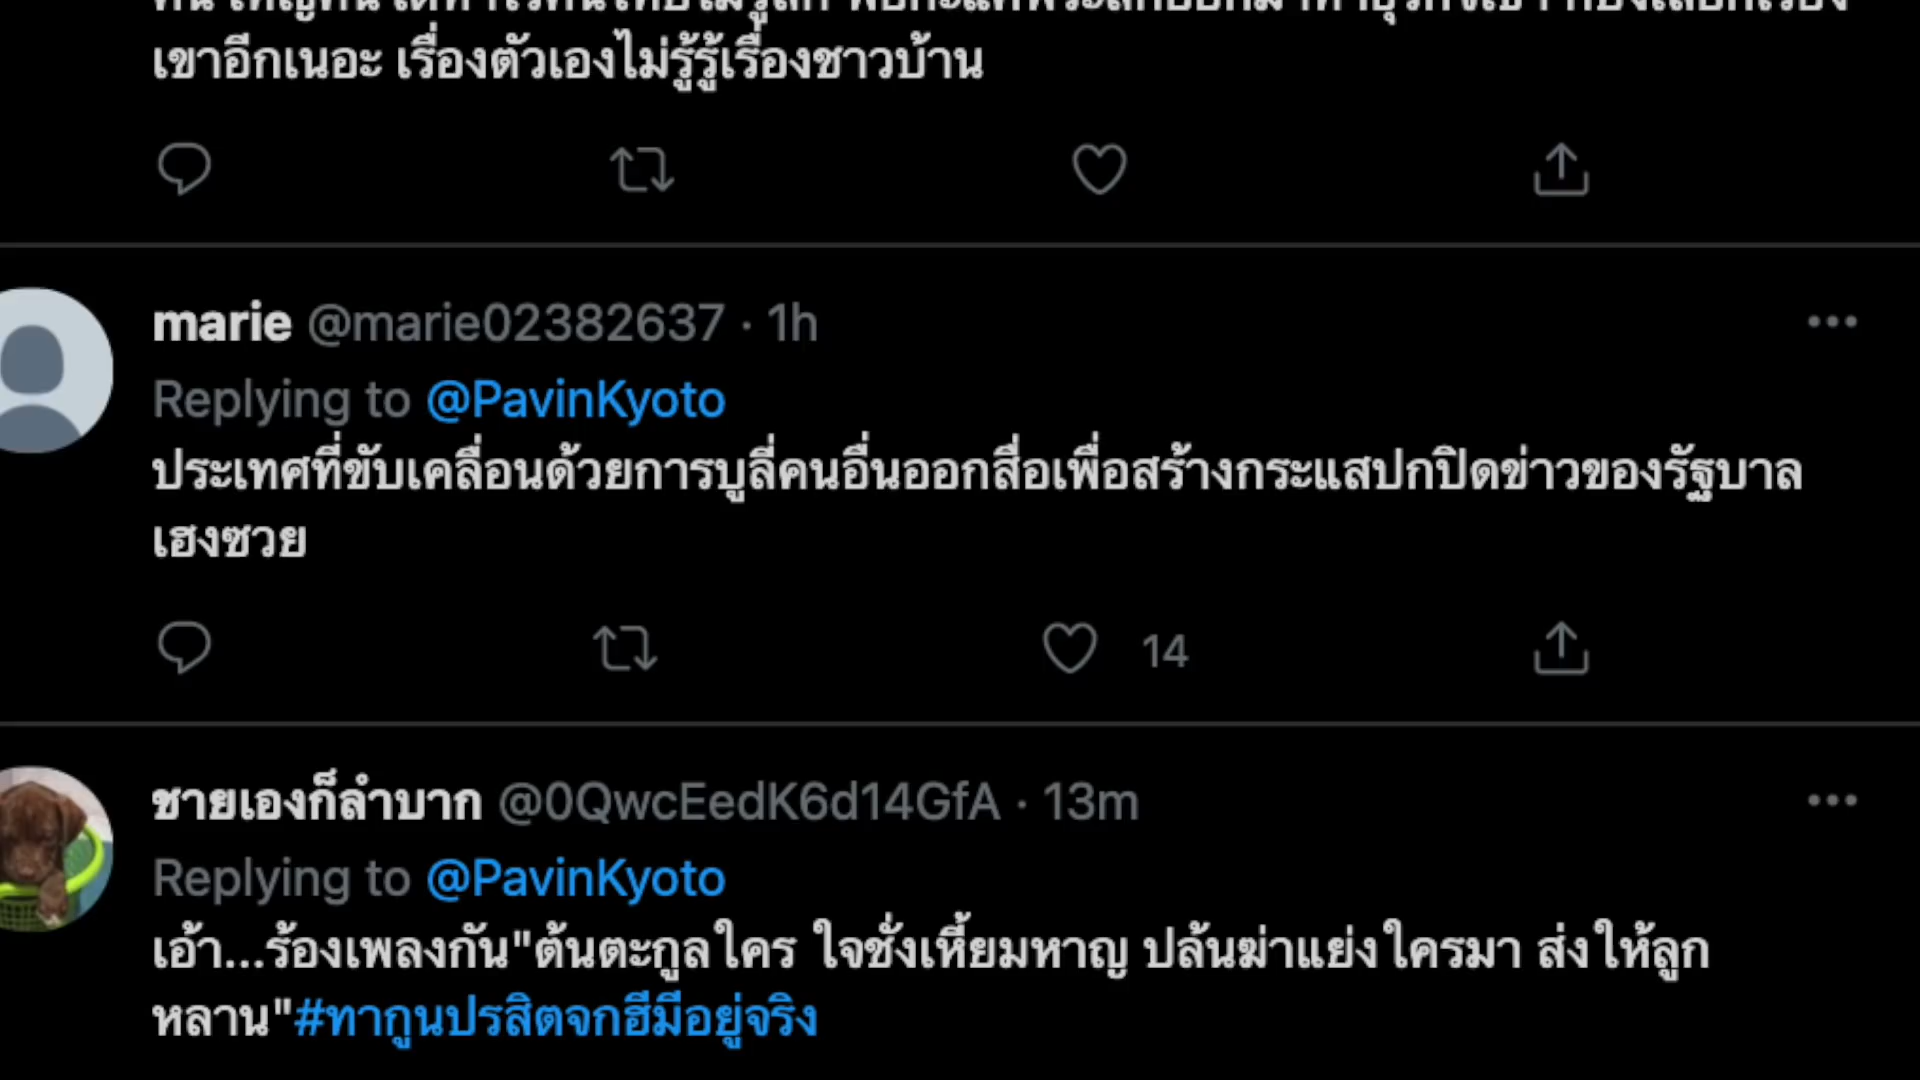 เขาอีกเนอะ เรื่องตัวเองไม่รู้รู้เรื่องชาวบ้าน
marie @marie02382637 · 1h
Replying to @PavinKyoto
ประเทศที่ขับเคลื่อนด้วยการบูลี่คนอื่นออกสื่อเพื่อสร้างกระแสปกปิดข่าวของรัฐบาล
เฮงซวย
14
ชายเองก็ลำบาก @0QwcEedK6d14GfA · 13m
Replying to @PavinKyoto
เอ้า...ร้องเพลงกัน"ต้นตะกูลใคร ใจชั่งเหี้ยมหาญ ปล้นฆ่าแย่งใครมา ส่งให้ลูก
หลาน"#ทากูนปรสิตจกฮีมีอยู่จริง